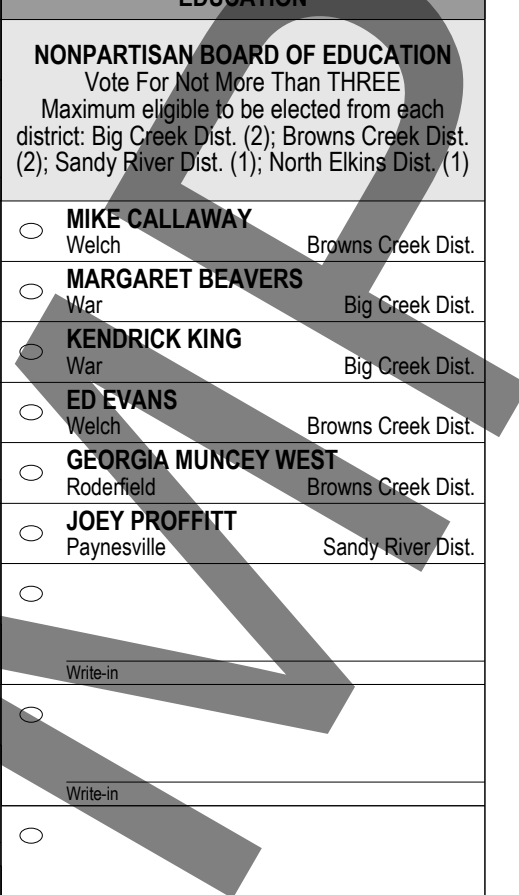 EDUCATION
NONPARTISAN BOARD OF EDUCATION
Vote For Not More Than THREE
Maximum eligible to be elected from each
district: Big Creek Dist. (2); Browns Creek Dist.
(2); Sandy River Dist. (1); North Elkins Dist. (1)
MIKE CALLAWAY
Welch Browns Creek Dist.
MARGARET BEAVERS
War Big Creek Dist.
KENDRICK KING
War Big Creek Dist.
ED EVANS
Welch Browns Creek Dist.
GEORGIA MUNCEY WEST
Roderfield Browns Creek Dist.
JOEY PROFFITT
Paynesville Sandy River Dist.
Write-in
Write-in